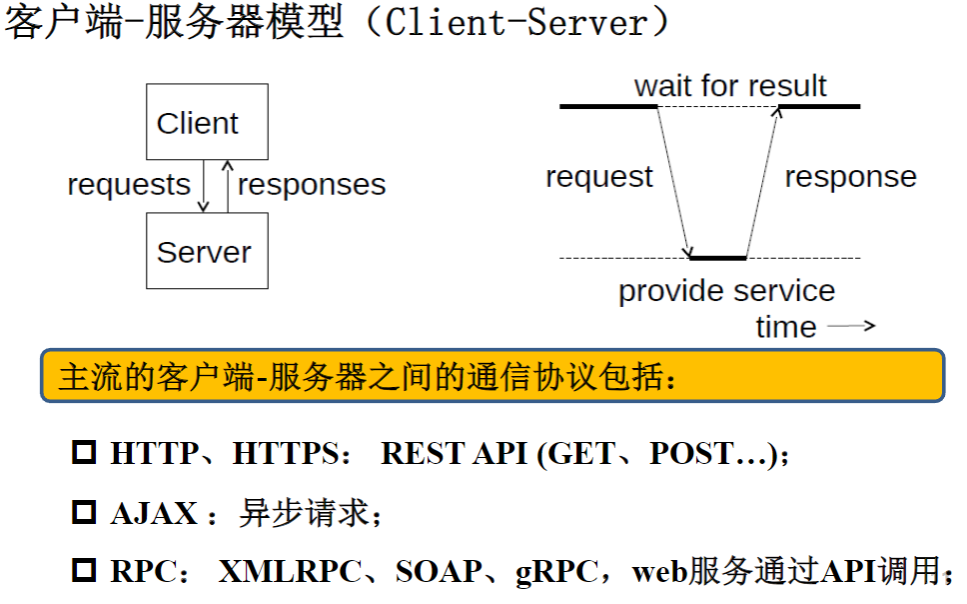 客户端-服务器模型（Client-Server）
Client
requests
responses
Server
wait for result
request
response
provide service
time
主流的客户端-服务器之间的通信协议包括：
HTTP、HTTPS： REST API (GET、POST…)；
AJAX ：异步请求；
RPC： XMLRPC、SOAP、gRPC，web服务通过API调用；